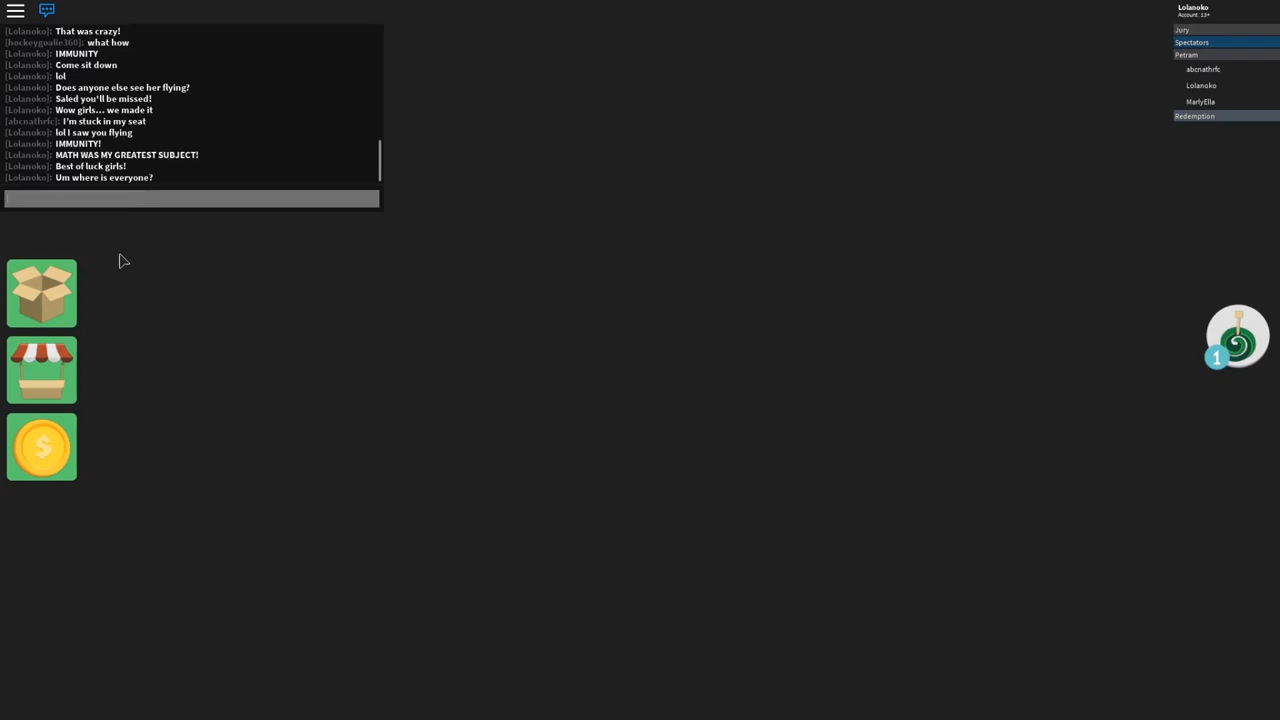 [Lolanoko]: That was crazy!
[hockeygoalie360]: what how
[Lolanoko]: IMMUNITY
[Lolanoko]: Come sit down
[Lolanoko]: lol
[Lolanoko]: Does anyone else see her flying?
[Lolanoko]: Saled you'll be missed!
[Lolanoko]: Wow girls... we made it
[abcnathrfc]: I'm stuck in my seat
[Lolanoko]: lol I saw you flying
[Lolanoko]: IMMUNITY!
[Lolanoko]: MATH WAS MY GREATEST SUBJECT!
[Lolanoko]: Best of luck girls!
[Lolanoko]: Um where is everyone?
Lolanoko
Account: 13+
Jury
Spectators
Petram
abcnathrfc
Lolanoko
MarlyElla
Redemption
$
1